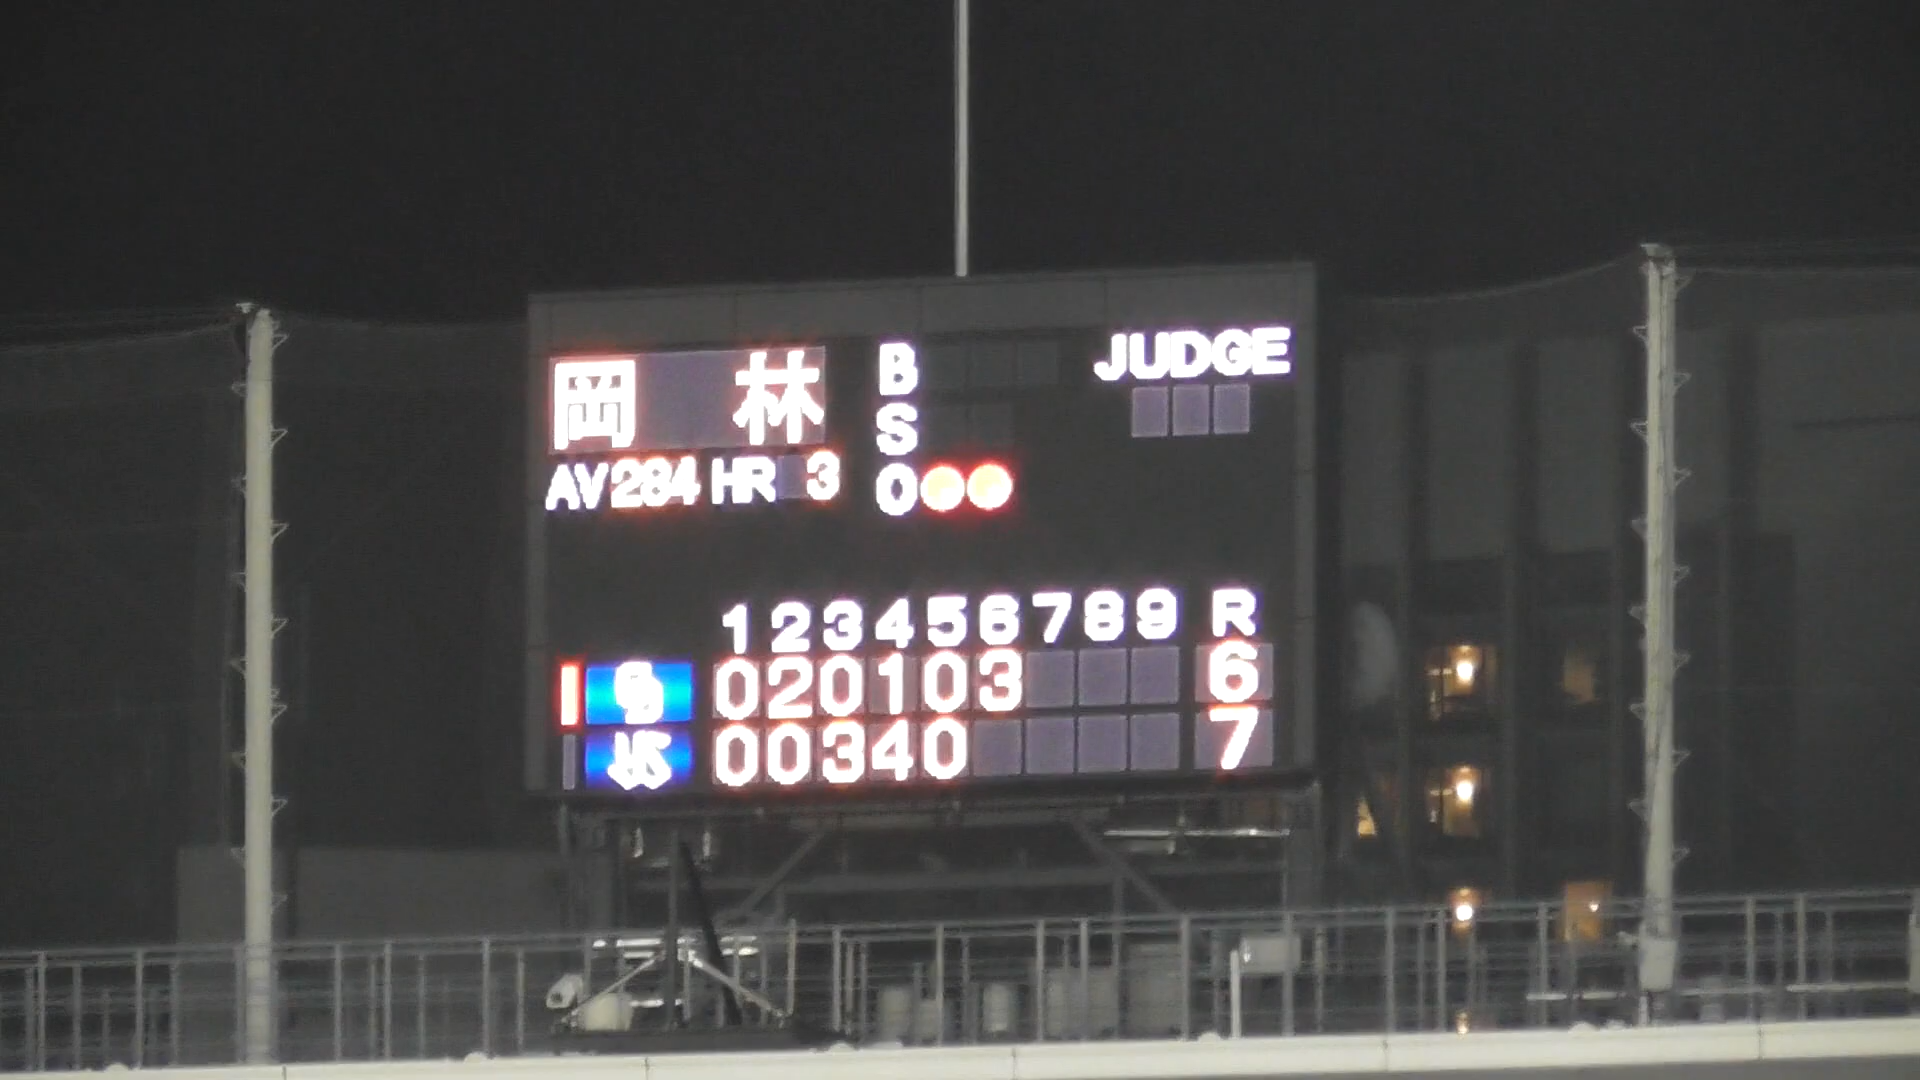 岡 林
B
S
O
JUDGE
AV284 HR 3
1 2 3 4 5 6 7 8 9 R
0 2 0 1 0 3 6
0 0 3 4 0 7